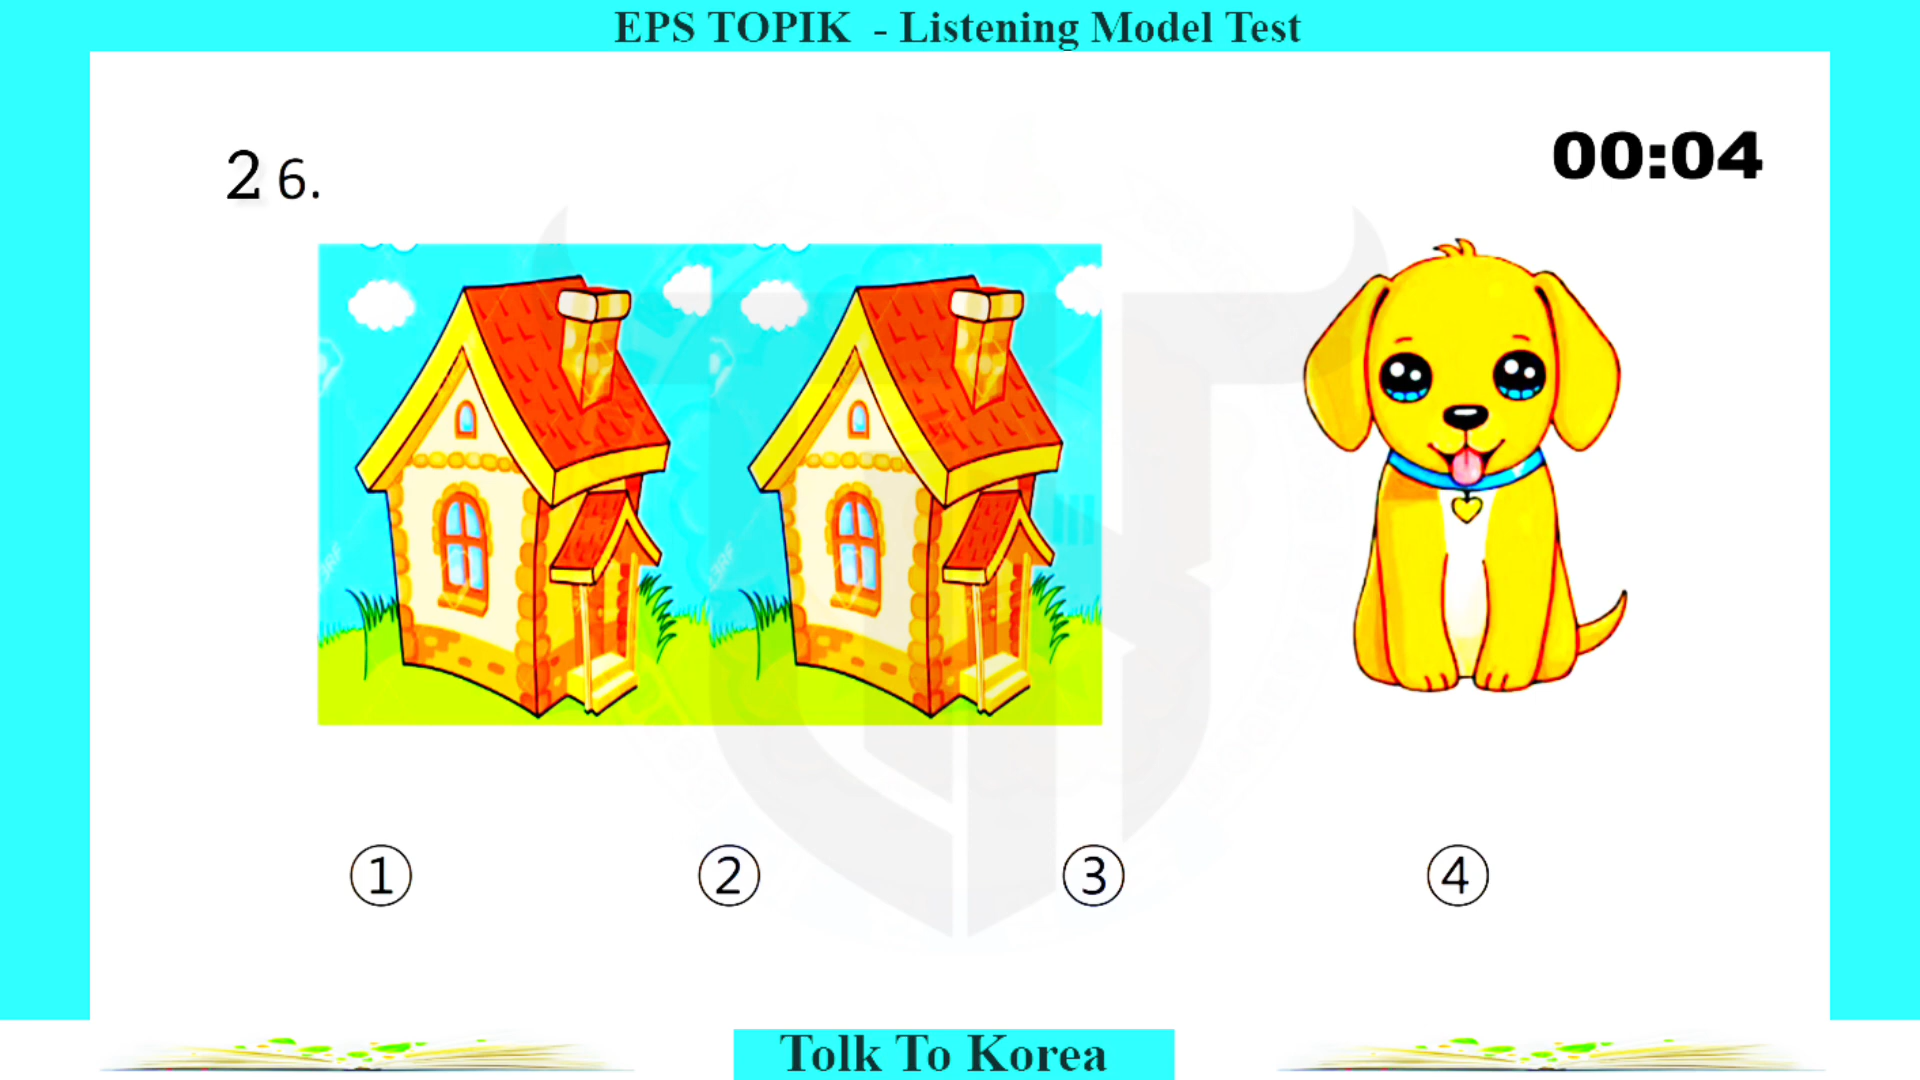 EPS TOPIK - Listening Model Test
26.
00:04
① ② ③ ④
Tolk To Korea